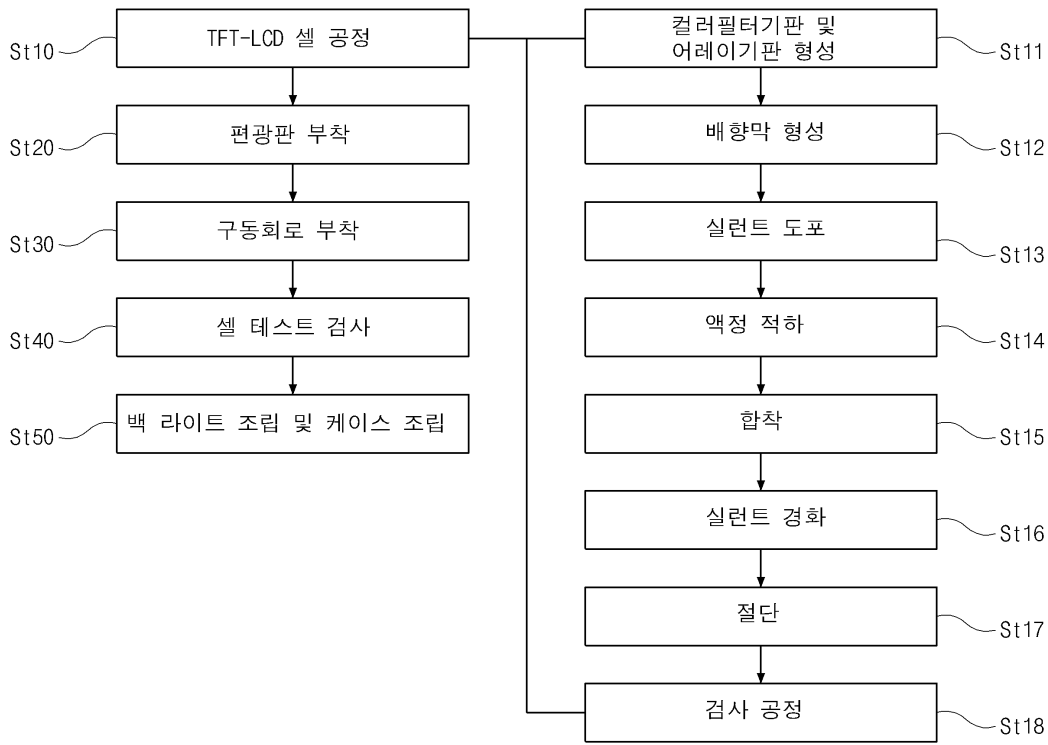 St10
TFT-LCD 셀 공정
St20
편광판 부착
St30
구동회로 부착
St40
셀 테스트 검사
St50
백 라이트 조립 및 케이스 조립
컬러필터기판 및
어레이기판 형성
St11
배향막 형성
St12
실런트 도포
St13
액정 적하
St14
합착
St15
실런트 경화
St16
절단
St17
검사 공정
St18